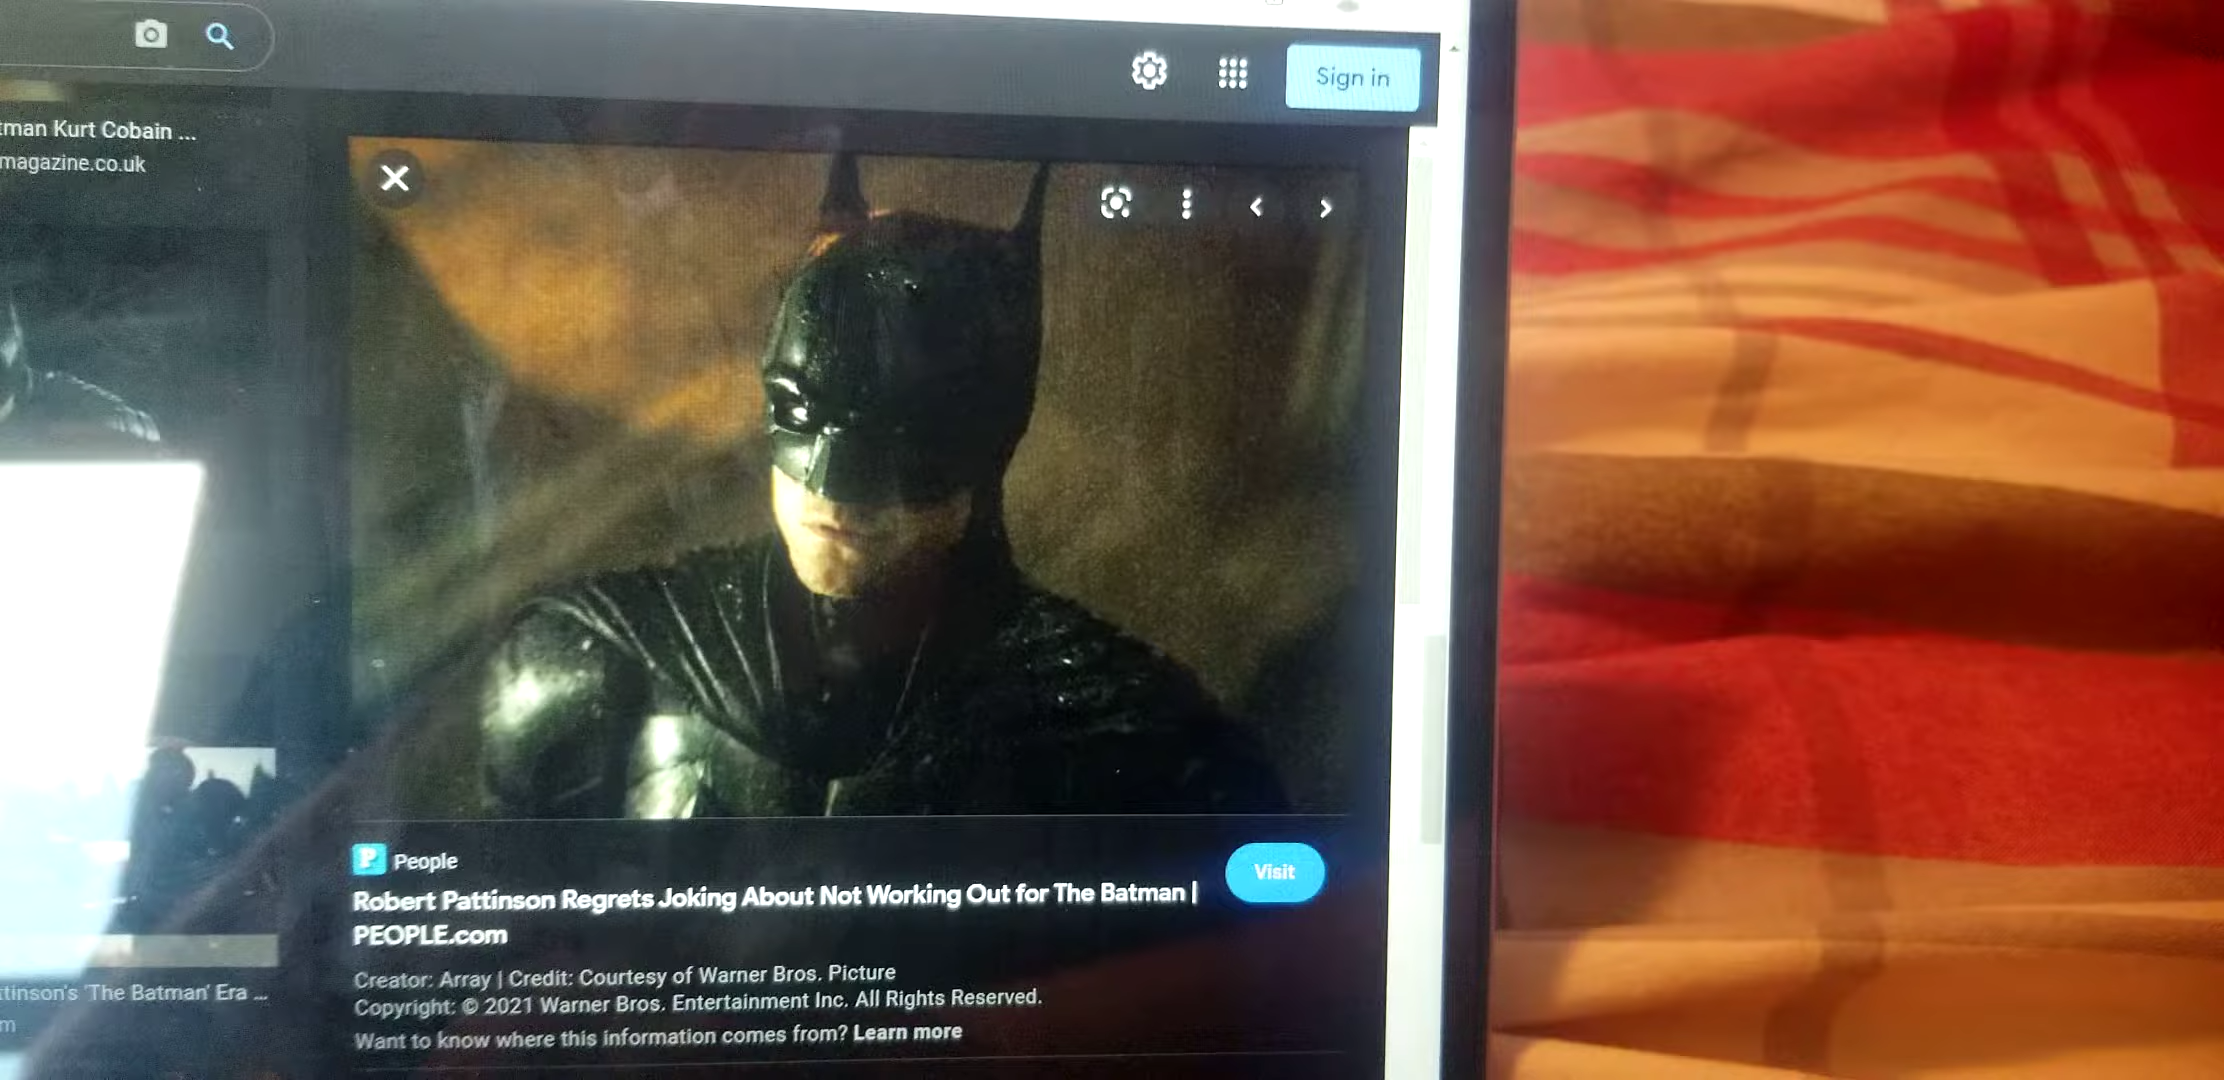 Sign in
tman Kurt Cobain ...
magazine.co.uk
People
Visit
Robert Pattinson Regrets Joking About Not Working Out for The Batman |
PEOPLE.com
Creator: Array | Credit: Courtesy of Warner Bros. Picture
Copyright: © 2021 Warner Bros. Entertainment Inc. All Rights Reserved.
Want to know where this information comes from? Learn more
ttinson's 'The Batman' Era ...
m